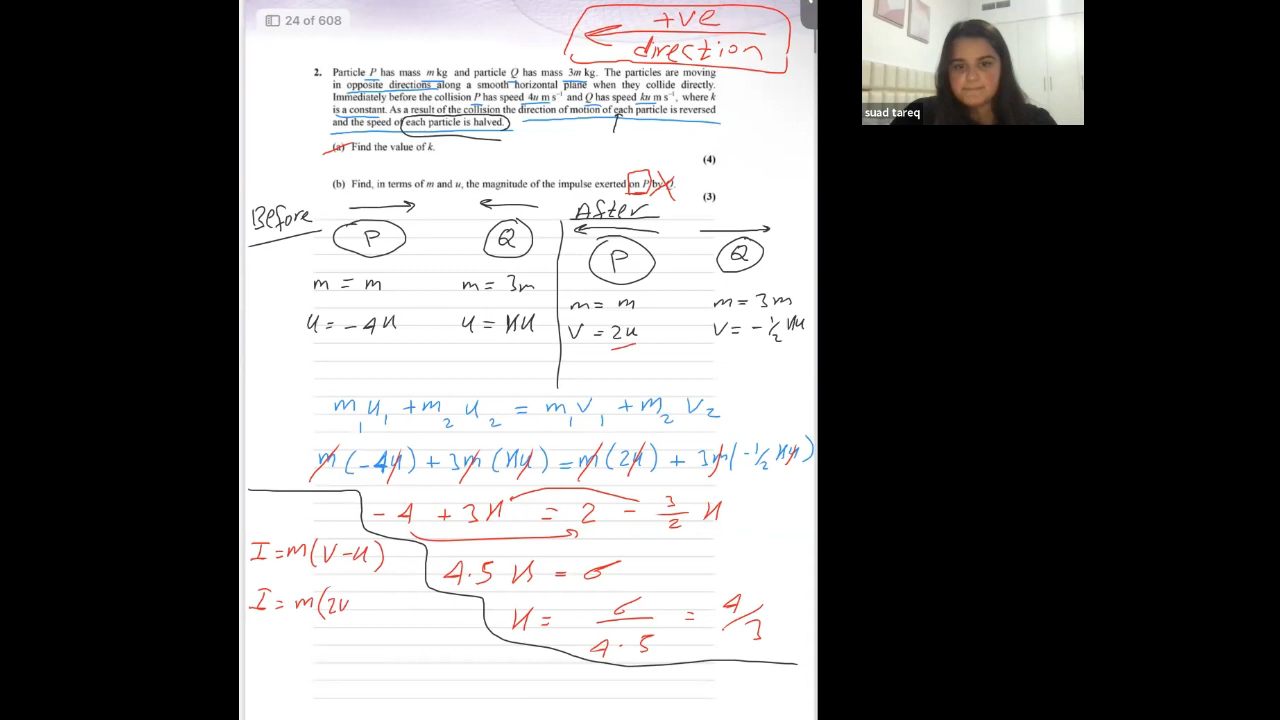 24 of 608
+ve
direction
2. Particle P has mass m kg and particle Q has mass 3m kg. The particles are moving
in opposite directions along a smooth horizontal plane when they collide directly.
Immediately before the collision P has speed 4u m s⁻¹ and Q has speed ku m s⁻¹, where k
is a constant. As a result of the collision the direction of motion of each particle is reversed
and the speed of each particle is halved.
(a) Find the value of k.
(4)
(b) Find, in terms of m and u, the magnitude of the impulse exerted on P by Q.
(3)
Before
After
P Q P Q
m = m m = 3m m = m m = 3m
u = -4u u = ku v = 2u v = -1/2 ku
m₁u₁ + m₂u₂ = m₁v₁ + m₂v₂
m(-4u) + 3m(ku) = m(2u) + 3m(-1/2 ku)
-4 + 3k = 2 - 3/2 k
I = m(v-u)
4.5 k = 6
I = m(2u
k = 6/4.5 = 4/3
suad tareq